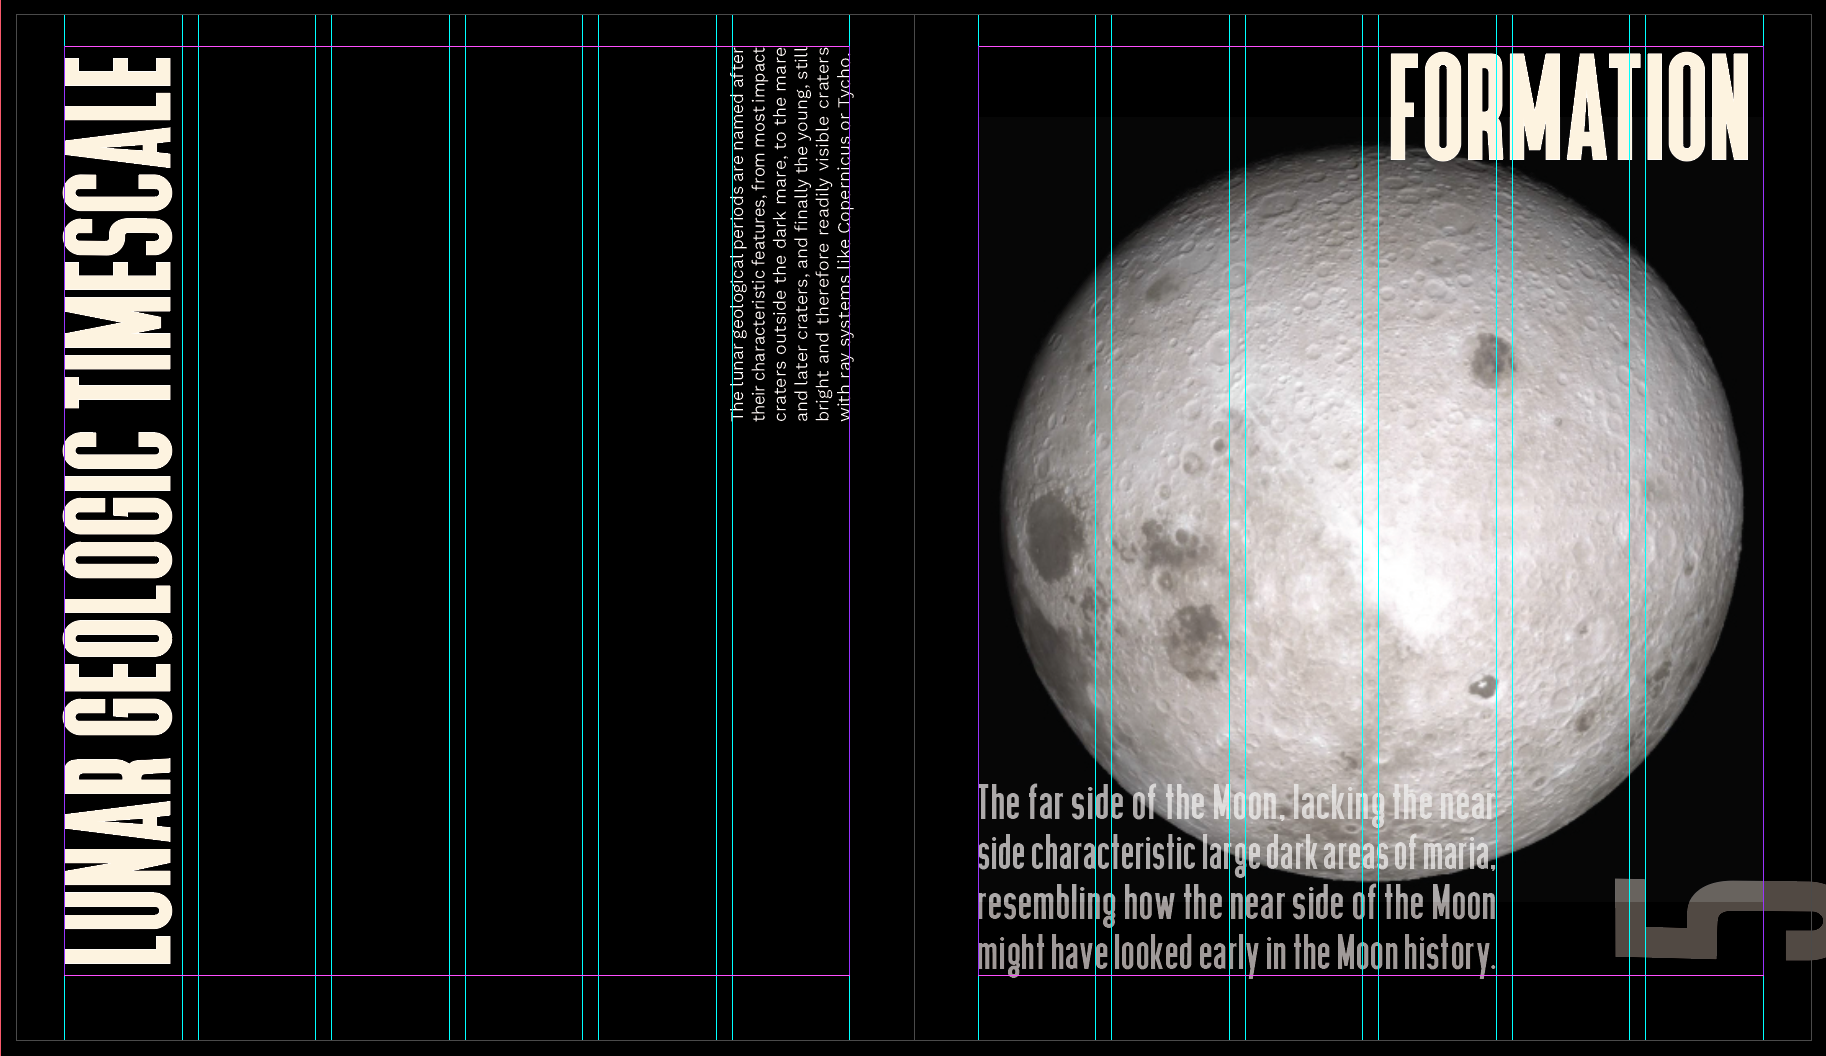 LUNAR GEOLOGIC TIMESCALE
The lunar geological periods are named after
their characteristic features, from most impact
craters outside the dark mare, to the mare
and later craters, and finally the young, still
bright and therefore readily visible craters
with ray systems like Copernicus or Tycho.
FORMATION
The far side of the Moon, lacking the near
side characteristic large dark areas of maria,
resembling how the near side of the Moon
might have looked early in the Moon history.
5